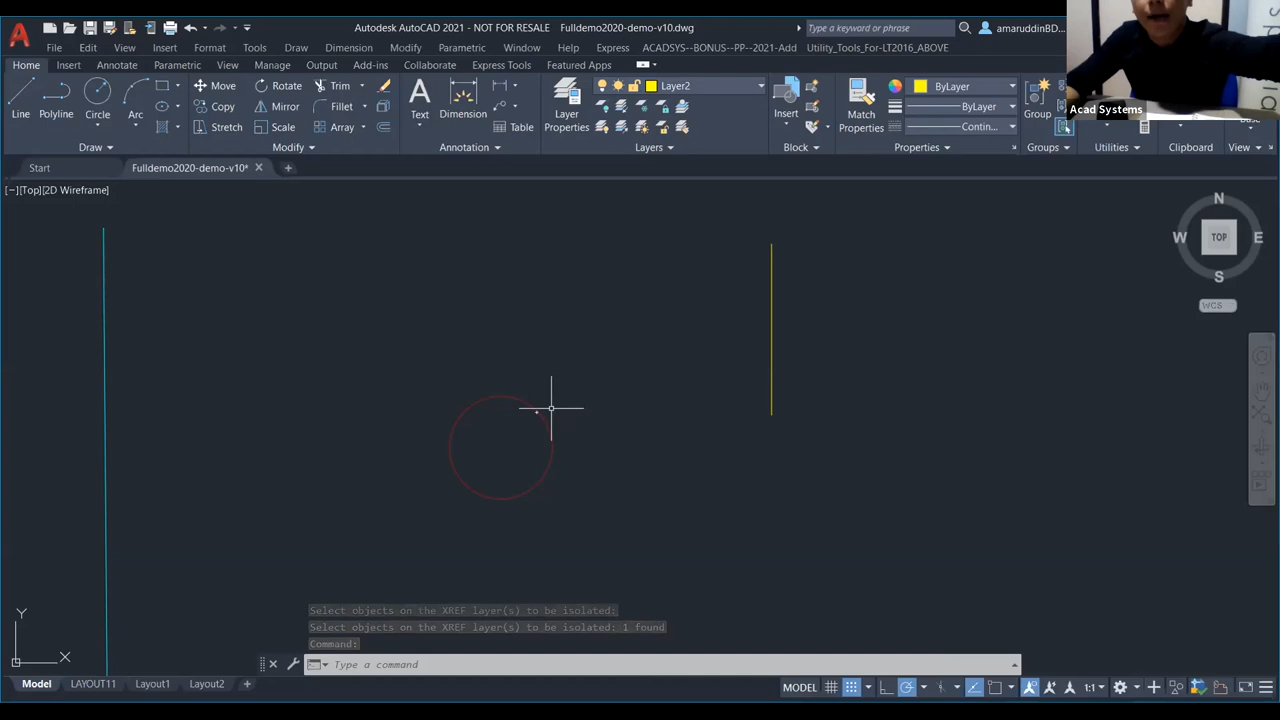 Autodesk AutoCAD 2021 - NOT FOR RESALE Fulldemo2020-demo-v10.dwg
Type a keyword or phrase
amaruddinBD...
File Edit View Insert Format Tools Draw Dimension Modify Parametric Window Help Express ACADSYS--BONUS--PP--2021-Add Utility_Tools_For-LT2016_ABOVE
Home Insert Annotate Parametric View Manage Output Add-ins Collaborate Express Tools Featured Apps
Line Polyline Circle Arc
Move Rotate Trim
Copy Mirror Fillet
Stretch Scale Array
Text Dimension
Table
Layer
Properties
Layer2
Insert
Match
Properties
ByLayer
ByLayer
Contin...
Group
Acad Systems
Base
Draw Modify Annotation Layers Block Properties Groups Utilities Clipboard View
Start Fulldemo2020-demo-v10*
[−][Top][2D Wireframe]
N
W TOP E
S
WCS
Select objects on the XREF layer(s) to be isolated:
Select objects on the XREF layer(s) to be isolated: 1 found
Command:
Type a command
Y
X
Model LAYOUT11 Layout1 Layout2
MODEL 1:1